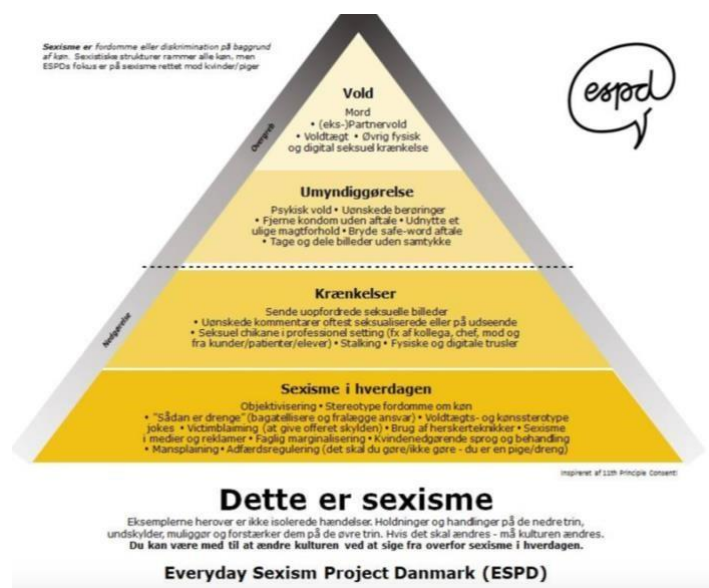 Sexisme er fordomme eller diskrimination på baggrund
af køn. Sexistiske strukturer rammer alle køn, men
ESPDs fokus er på sexisme rettet mod kvinder/piger
espd
Overgreb
Vold
Mord
• (eks-)Partnervold
• Voldtægt • Øvrig fysisk
og digital seksuel krænkelse
Umyndiggørelse
Psykisk vold • Uønskede berøringer
• Fjerne kondom uden aftale • Udnytte et
ulige magtforhold • Bryde safe-word aftale
• Tage og dele billeder uden samtykke
Nedgørelse
Krænkelser
Sende uopfordrede seksuelle billeder
• Uønskede kommentarer oftest seksualiserede eller på udseende
• Seksuel chikane i professionel setting (fx af kollega, chef, mod og
fra kunder/patienter/elever) • Stalking • Fysiske og digitale trusler
Sexisme i hverdagen
Objektivisering • Stereotype fordomme om køn
• "Sådan er drenge" (bagatellisere og fralægge ansvar) • Voldtægts- og kønssterotype
jokes • Victimblaiming (at give offeret skylden) • Brug af herskerteknikker • Sexisme
i medier og reklamer • Faglig marginalisering • Kvindenedgørende sprog og behandling
• Mansplaining • Adfærdsregulering (det skal du gøre/ikke gøre - du er en pige/dreng)
Inspireret af 11th Principle Consent!
Dette er sexisme
Eksemplerne herover er ikke isolerede hændelser. Holdninger og handlinger på de nedre trin,
undskylder, muliggør og forstærker dem på de øvre trin. Hvis det skal ændres - må kulturen ændres.
Du kan være med til at ændre kulturen ved at sige fra overfor sexisme i hverdagen.
Everyday Sexism Project Danmark (ESPD)